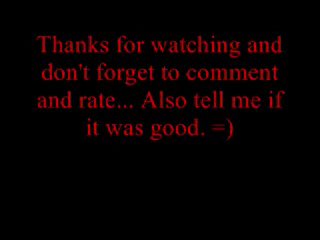 Thanks for watching and
don't forget to comment
and rate... Also tell me if
it was good. =)